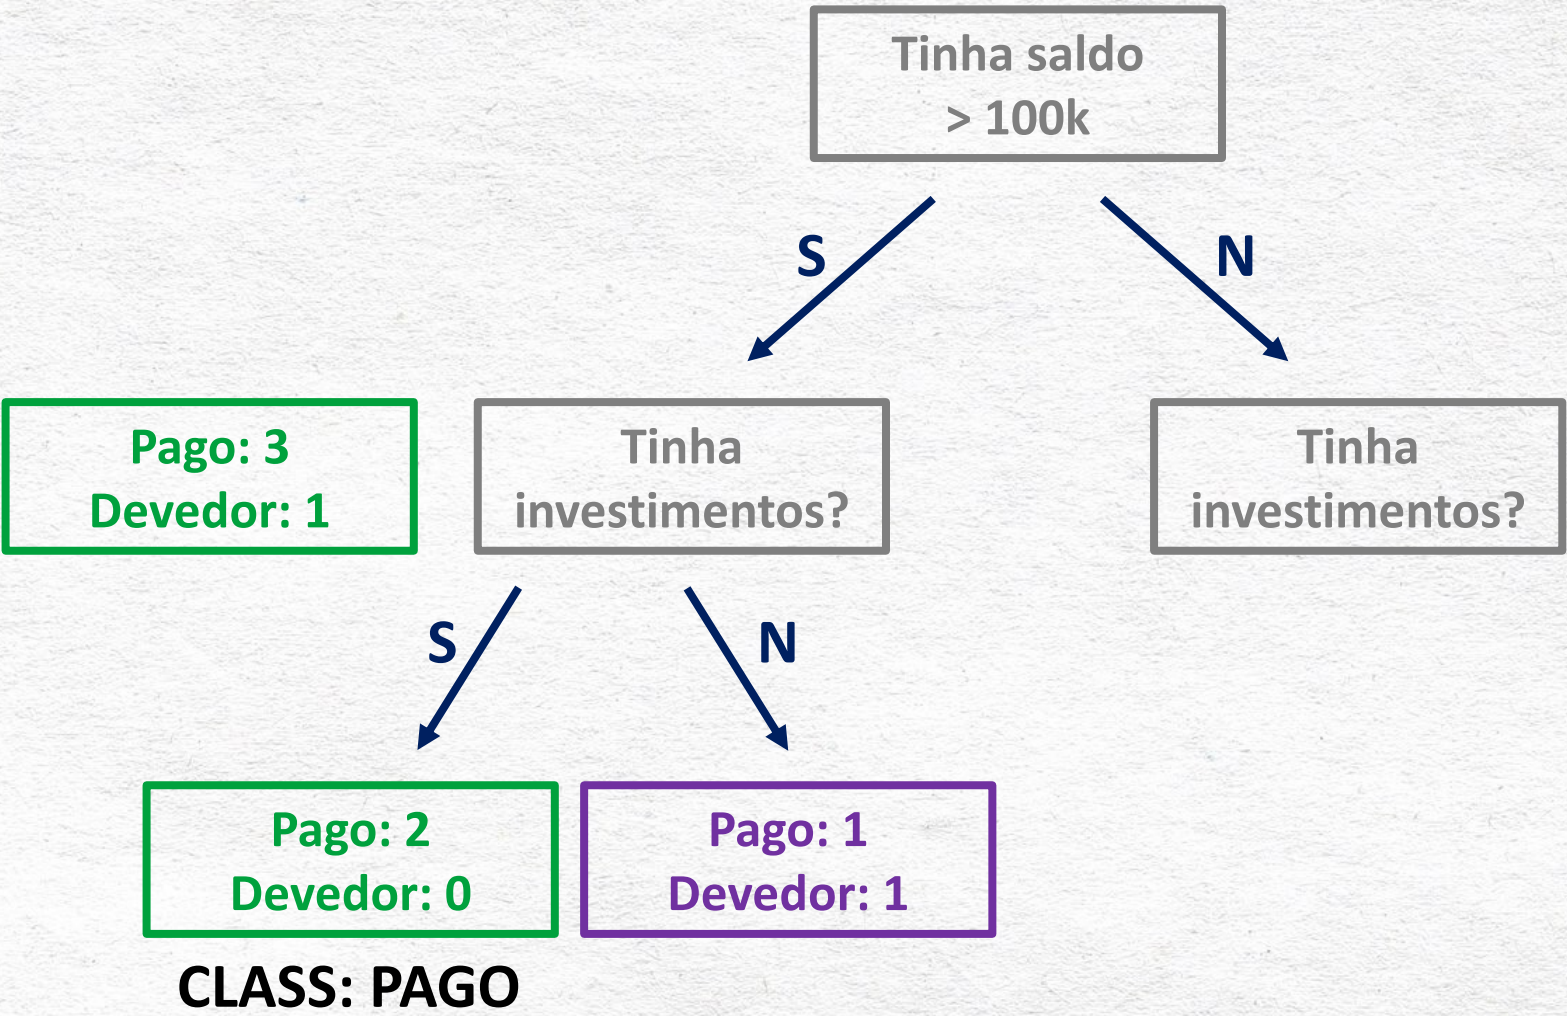 Tinha saldo
> 100k
S
N
Pago: 3
Devedor: 1
Tinha
investimentos?
Tinha
investimentos?
S
N
Pago: 2
Devedor: 0
Pago: 1
Devedor: 1
CLASS: PAGO